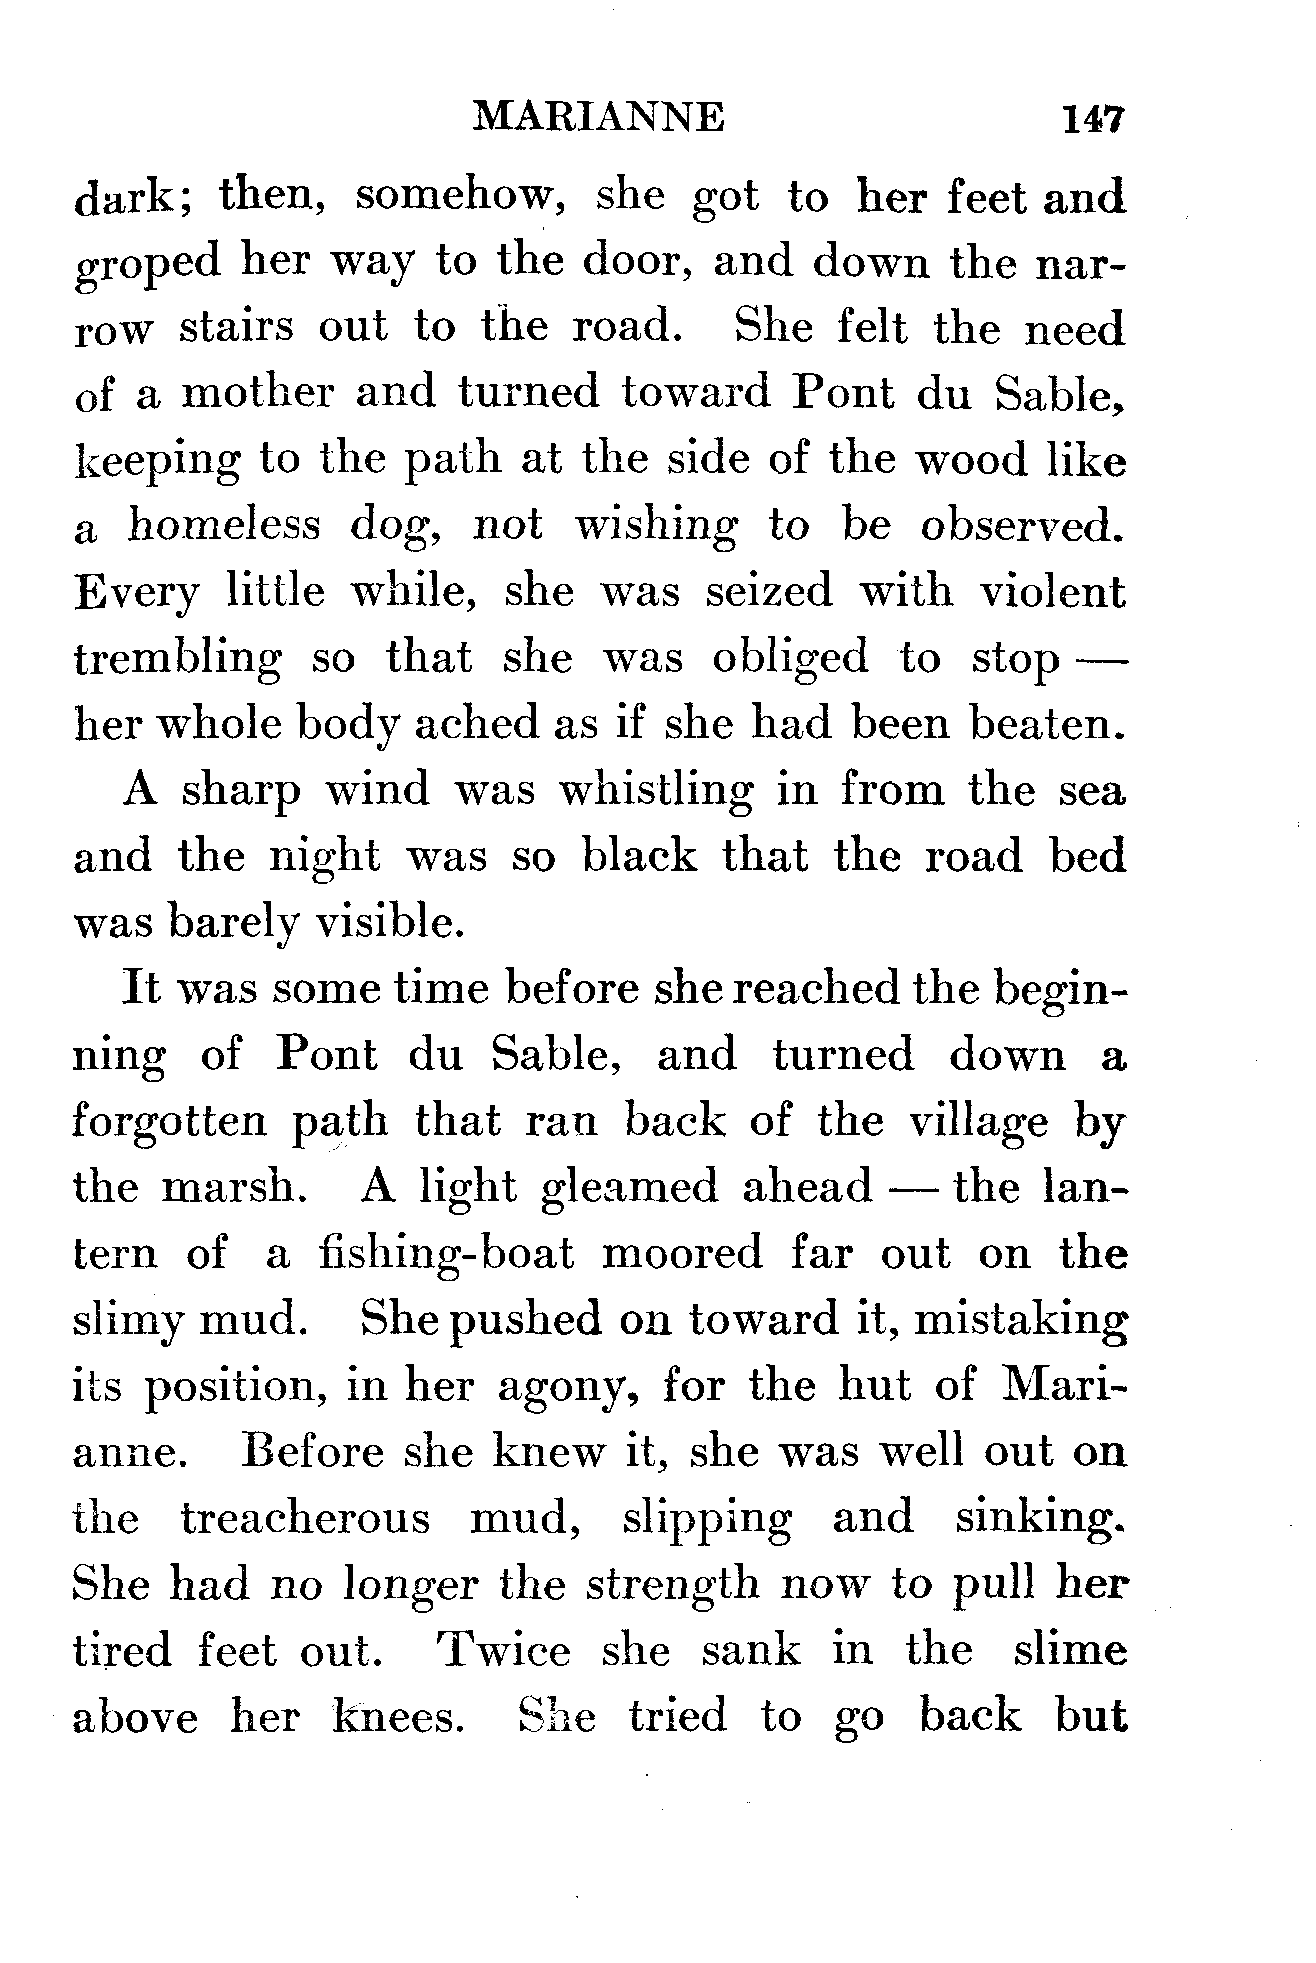 MARIANNE 147
dark; then, somehow, she got to her feet and
groped her way to the door, and down the nar-
row stairs out to the road. She felt the need
of a mother and turned toward Pont du Sable,
keeping to the path at the side of the wood like
a homeless dog, not wishing to be observed.
Every little while, she was seized with violent
trembling so that she was obliged to stop —
her whole body ached as if she had been beaten.
A sharp wind was whistling in from the sea
and the night was so black that the road bed
was barely visible.
It was some time before she reached the begin-
ning of Pont du Sable, and turned down a
forgotten path that ran back of the village by
the marsh. A light gleamed ahead — the lan-
tern of a fishing-boat moored far out on the
slimy mud. She pushed on toward it, mistaking
its position, in her agony, for the hut of Mari-
anne. Before she knew it, she was well out on
the treacherous mud, slipping and sinking.
She had no longer the strength now to pull her
tired feet out. Twice she sank in the slime
above her knees. She tried to go back but